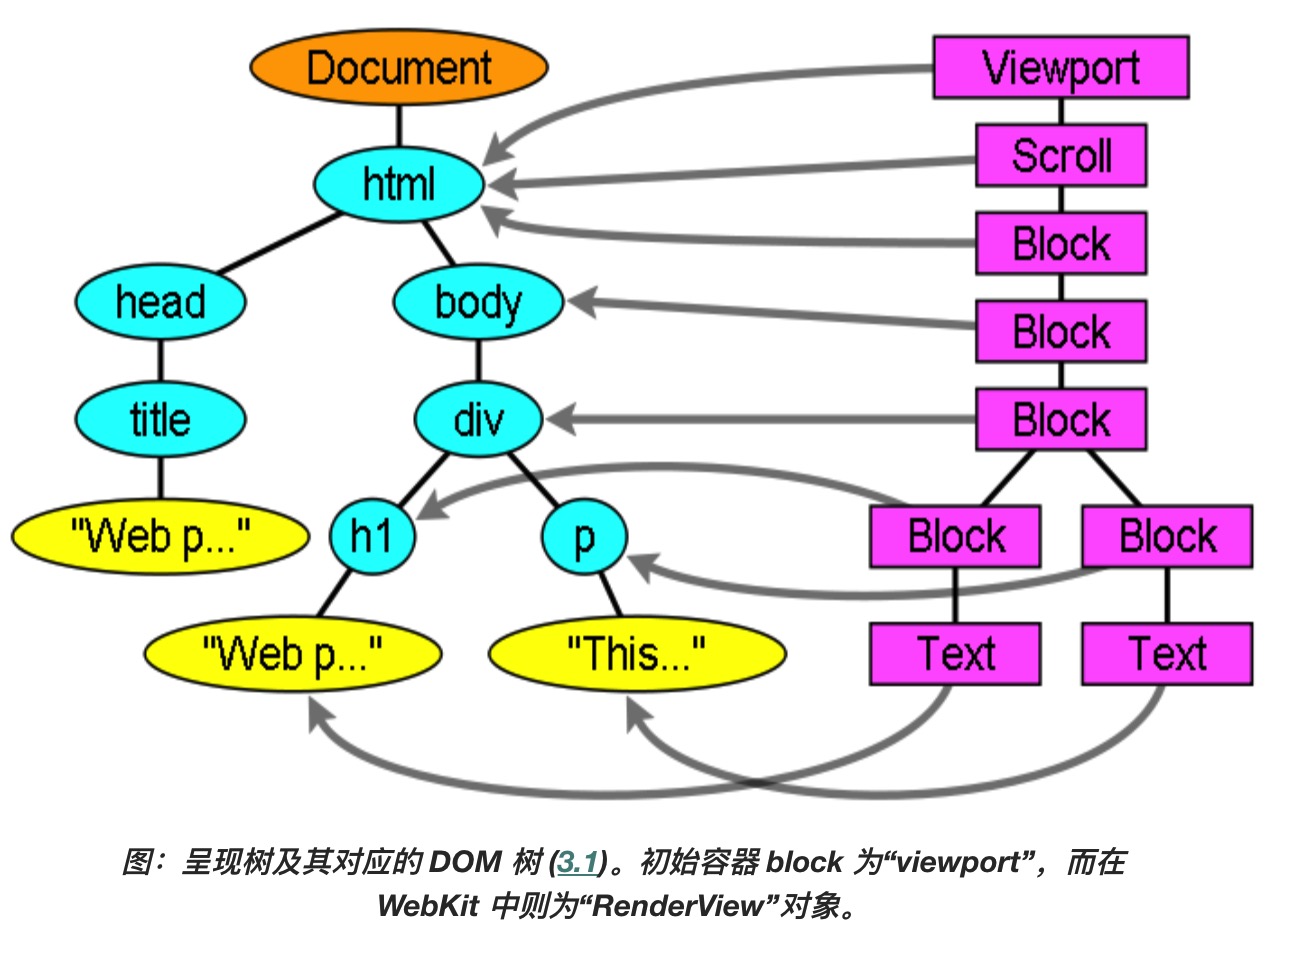 Document
Viewport
html
Scroll
Block
head
body
Block
title
div
Block
"Web p..."
h1
p
Block
Block
"Web p..."
"This..."
Text
Text
图：呈现树及其对应的 DOM 树 (3.1)。初始容器 block 为“viewport”，而在
WebKit 中则为“RenderView”对象。